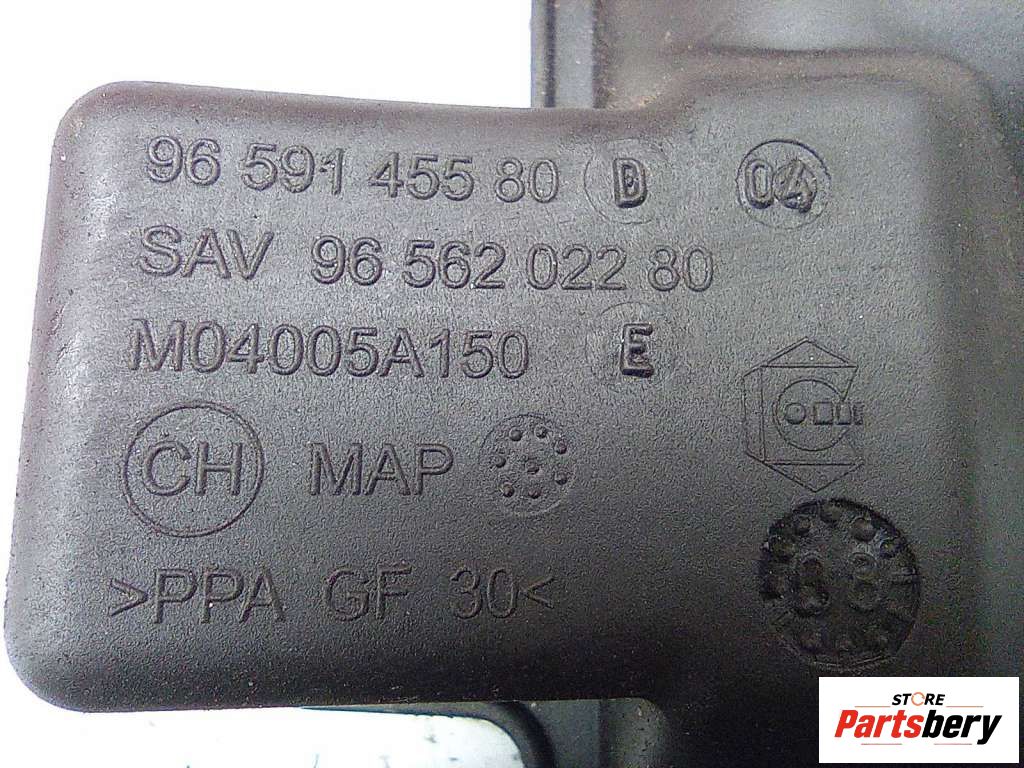 96 591 455 80 D 04
SAV 96 562 022 80
M04005A150 E
CH MAP
>PPA GF 30<
STORE
Partsbery